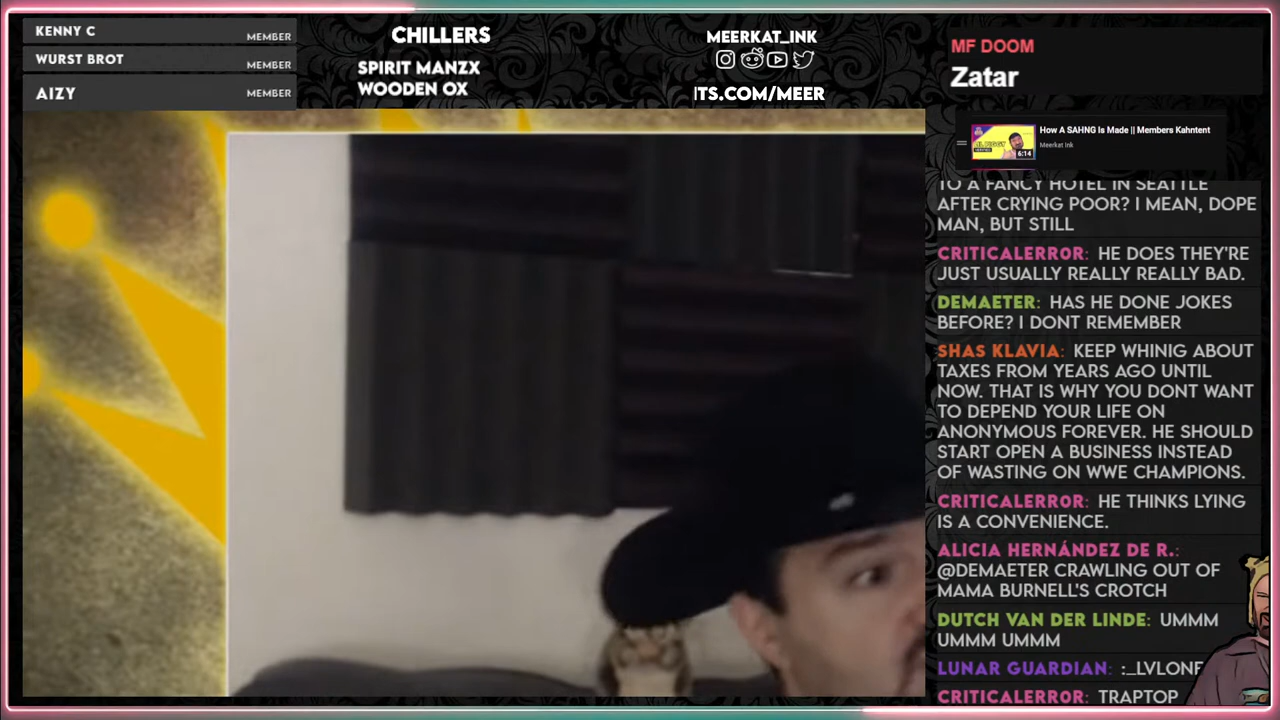 KENNY C
MEMBER
WURST BROT
MEMBER
AIZY
MEMBER
CHILLERS
SPIRIT MANZX
WOODEN OX
MEERKAT_INK
ITS.COM/MEER
MF DOOM
Zatar
How A SAHNG Is Made || Members Kahntent
Meerkat Ink
6:14
TO A FANCY HOTEL IN SEATTLE
AFTER CRYING POOR? I MEAN, DOPE
MAN, BUT STILL
CRITICALERROR: HE DOES THEY'RE
JUST USUALLY REALLY REALLY BAD.
DEMAETER: HAS HE DONE JOKES
BEFORE? I DONT REMEMBER
SHAS KLAVIA: KEEP WHINIG ABOUT
TAXES FROM YEARS AGO UNTIL
NOW. THAT IS WHY YOU DONT WANT
TO DEPEND YOUR LIFE ON
ANONYMOUS FOREVER. HE SHOULD
START OPEN A BUSINESS INSTEAD
OF WASTING ON WWE CHAMPIONS.
CRITICALERROR: HE THINKS LYING
IS A CONVENIENCE.
ALICIA HERNÁNDEZ DE R.:
@DEMAETER CRAWLING OUT OF
MAMA BURNELL'S CROTCH
DUTCH VAN DER LINDE: UMMM
UMMM UMMM
LUNAR GUARDIAN: :_LVLONE
CRITICALERROR: TRAPTOP